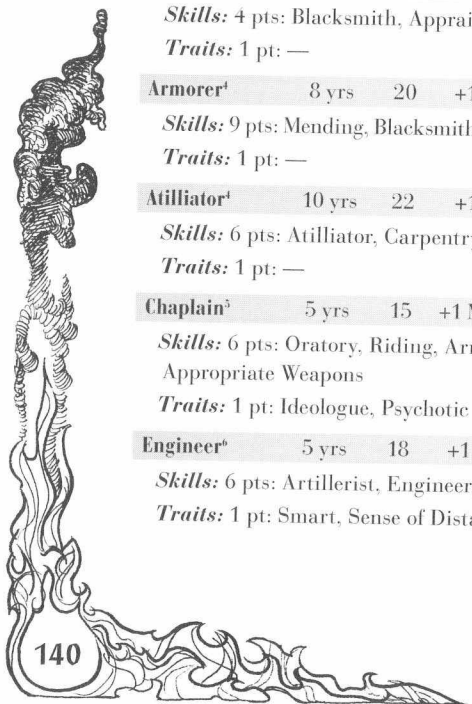 Skills: 4 pts: Blacksmith, Apprai
Traits: 1 pt: —
Armorer⁴ 8 yrs 20 +1
Skills: 9 pts: Mending, Blacksmith
Traits: 1 pt: —
Atilliator⁴ 10 yrs 22 +1
Skills: 6 pts: Atilliator, Carpentry
Traits: 1 pt: —
Chaplain⁵ 5 yrs 15 +1 M
Skills: 6 pts: Oratory, Riding, Arr
Appropriate Weapons
Traits: 1 pt: Ideologue, Psychotic
Engineer⁶ 5 yrs 18 +1
Skills: 6 pts: Artillerist, Engineer
Traits: 1 pt: Smart, Sense of Dista
140